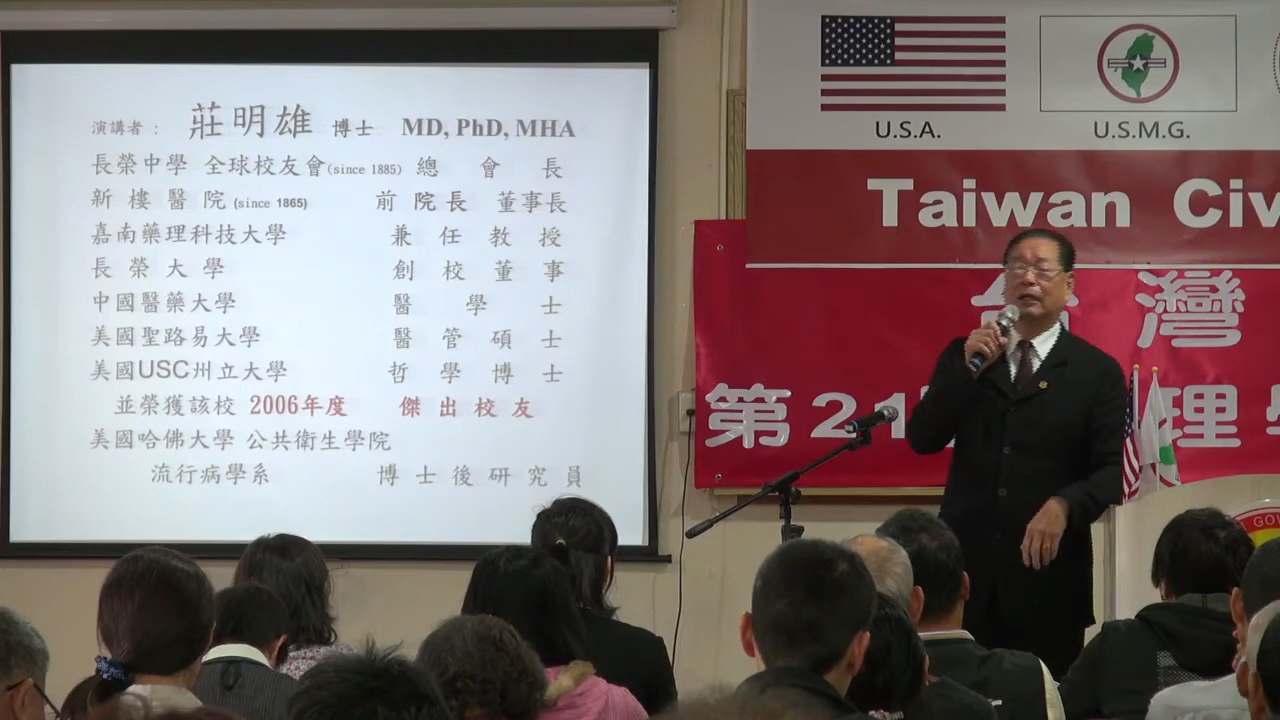 演講者： 莊明雄 博士 MD, PhD, MHA
長榮中學 全球校友會(since 1885) 總會長
新樓醫院 (since 1865) 前院長 董事長
嘉南藥理科技大學 兼任教授
長榮大學 創校董事
中國醫藥大學 醫學士
美國聖路易大學 醫管碩士
美國USC州立大學 哲學博士
並榮獲該校 2006年度 傑出校友
美國哈佛大學 公共衛生學院
流行病學系 博士後研究員
U.S.A.
U.S.M.G.
Taiwan Civ
台灣
第21 理
GOV